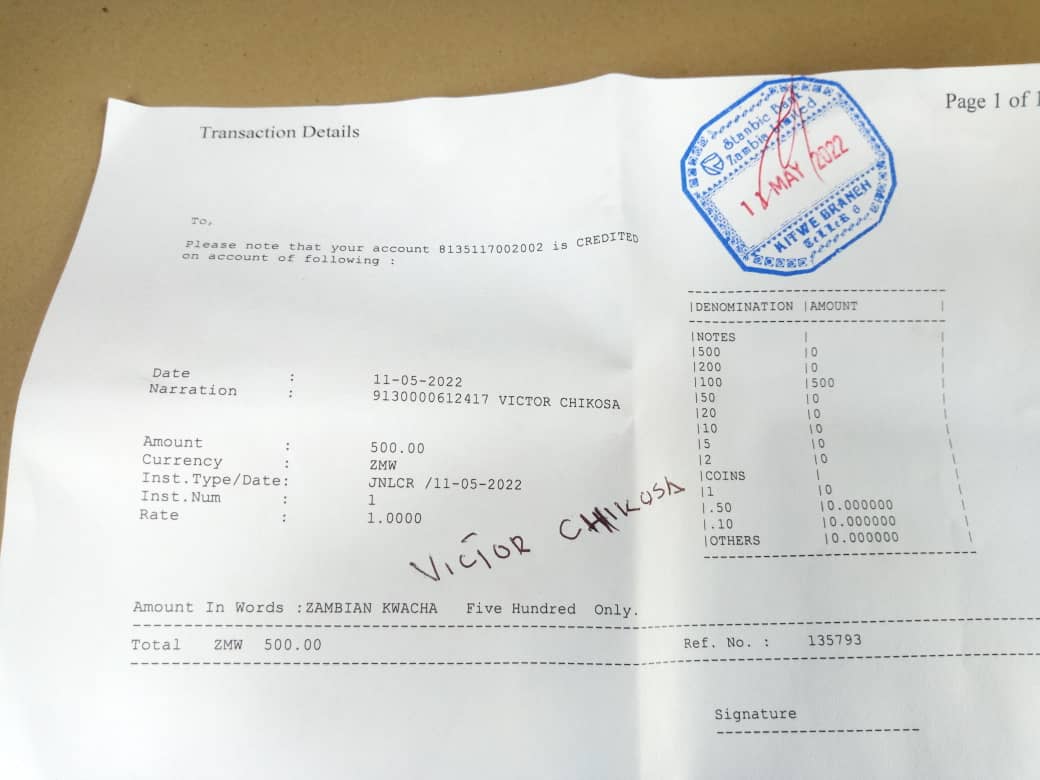 Page 1 of 1
Transaction Details
Stanbic Bank
Zambia Limited
11 MAY 2022
KITWE BRANCH
TELLER 6
To,
Please note that your account 8135117002002 is CREDITED
on account of following :
|DENOMINATION |AMOUNT |
|NOTES | |
|500 |0 |
|200 |0 |
|100 |500 |
|50 |0 |
|20 |0 |
|10 |0 |
|5 |0 |
|2 |0 |
|COINS | |
|1 |0 |
|.50 |0.000000 |
|.10 |0.000000 |
|OTHERS |0.000000 |
Date : 11-05-2022
Narration : 9130000612417 VICTOR CHIKOSA
Amount : 500.00
Currency : ZMW
Inst.Type/Date: JNLCR /11-05-2022
Inst.Num : 1
Rate : 1.0000
VICTOR CHIKOSA
Amount In Words :ZAMBIAN KWACHA Five Hundred Only.
Total ZMW 500.00 Ref. No. : 135793
Signature